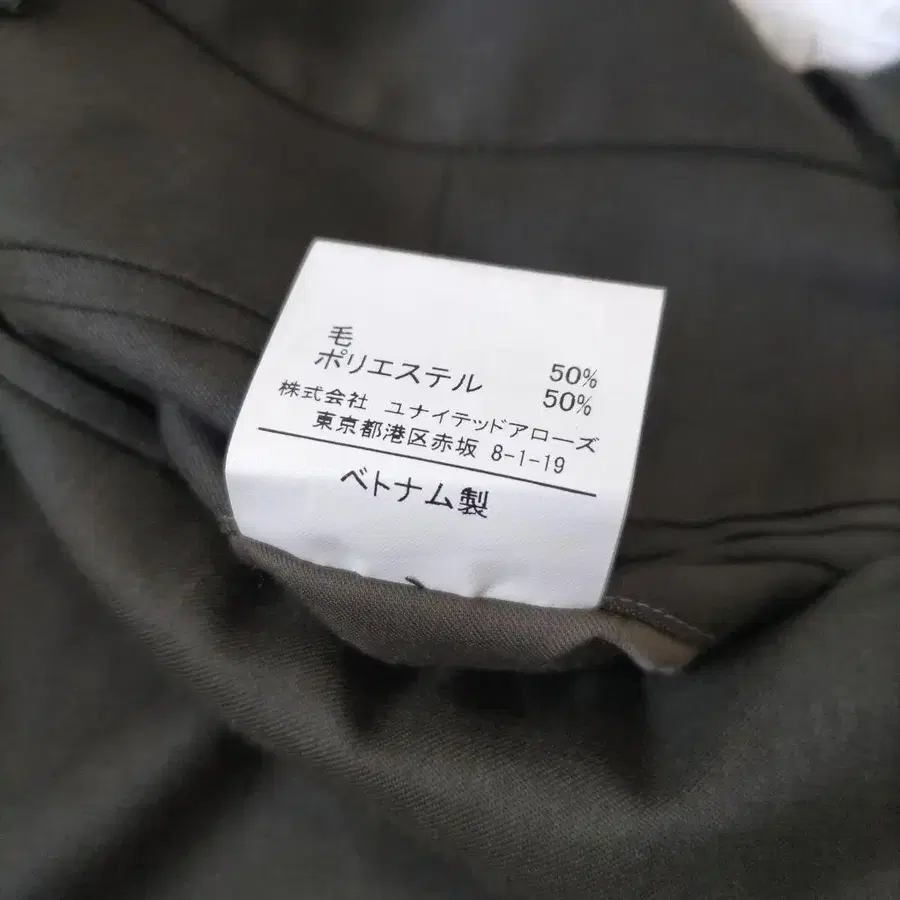 毛 50%
ポリエステル 50%
株式会社 ユナイテッドアローズ
東京都港区赤坂 8-1-19
ベトナム製